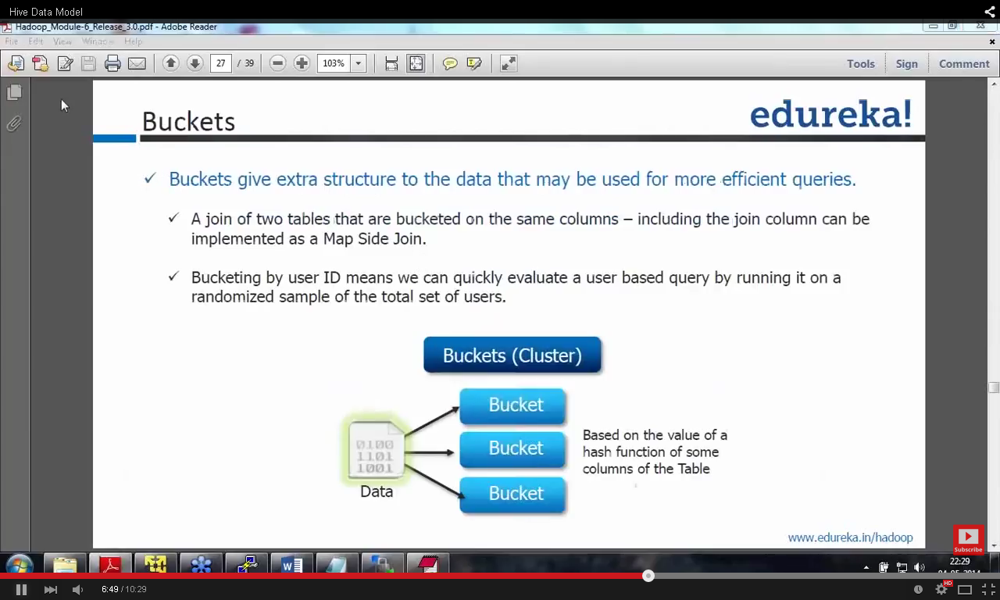 Hive Data Model
Hadoop_Module-6_Release_3.0.pdf - Adobe Reader
File Edit View Window Help
27 / 39
103%
Tools Sign Comment
Buckets
edureka!
Buckets give extra structure to the data that may be used for more efficient queries.
A join of two tables that are bucketed on the same columns – including the join column can be
implemented as a Map Side Join.
Bucketing by user ID means we can quickly evaluate a user based query by running it on a
randomized sample of the total set of users.
Buckets (Cluster)
Bucket
Bucket
Bucket
0100
1101
1001
Data
Based on the value of a
hash function of some
columns of the Table
www.edureka.in/hadoop
Subscribe
22:29
6:49 / 10:29
HD